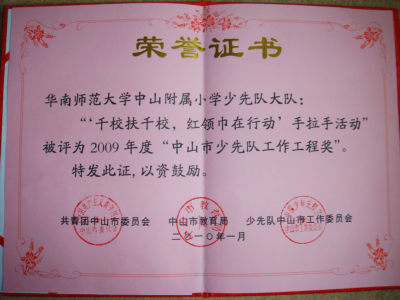 荣誉证书
华南师范大学中山附属小学少先队大队:
“‘千校扶千校,红领巾在行动’手拉手活动”
被评为2009年度“中山市少先队工作工程奖”。
特发此证,以资鼓励。
共青团中山市委员会 中山市教育局 少先队中山市工作委员会
二〇一〇年一月